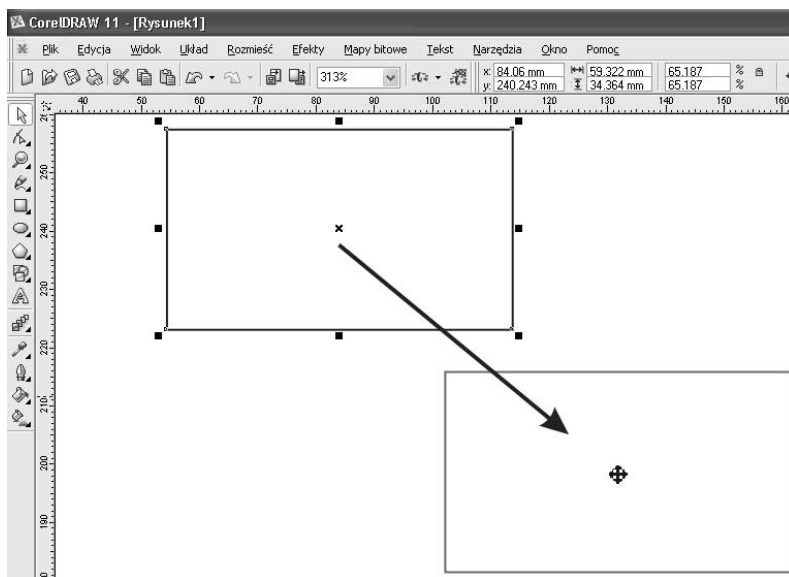 CorelDRAW 11 - [Rysunek1]
Plik Edycja Widok Układ Rozmieść Efekty Mapy bitowe Tekst Narzędzia Okno Pomoc
313% x: 84.06 mm 59.322 mm 65.187 %
y: 240.243 mm 34.364 mm 65.187 %
40 50 60 70 80 90 100 110 120 130 140 150 160
250
240
230
220
210
200
190